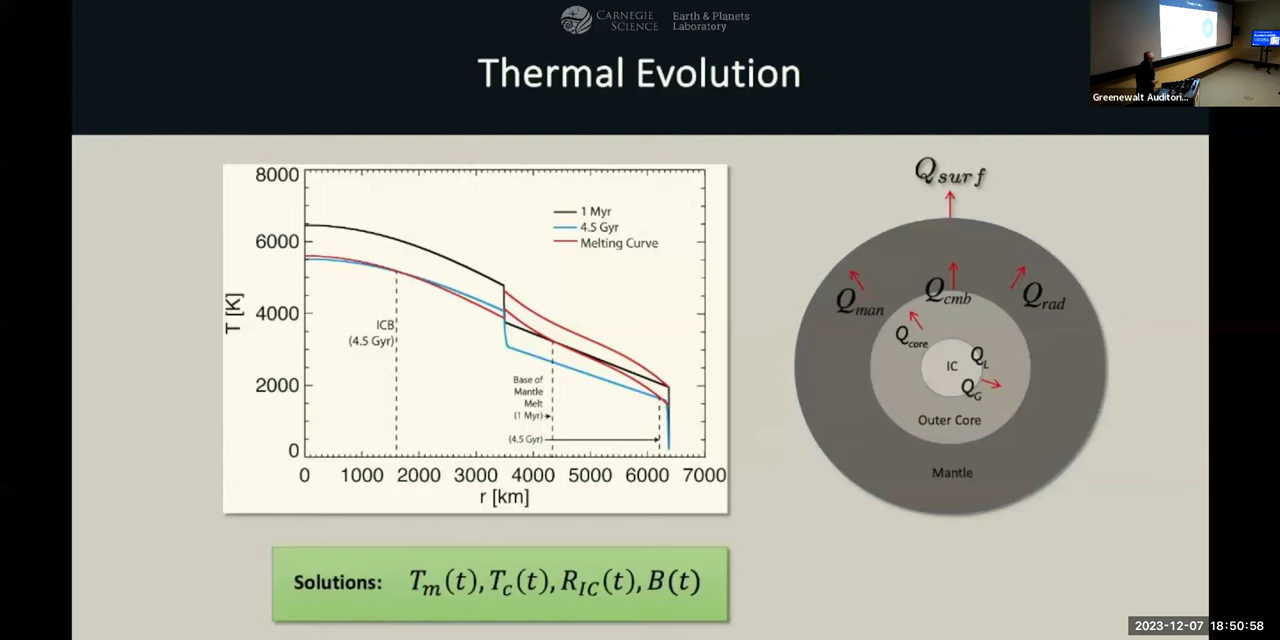 CARNEGIE SCIENCE
Earth & Planets Laboratory
Thermal Evolution
Greenewalt Auditori...
8000
6000
4000
2000
0
T [K]
1 Myr
4.5 Gyr
Melting Curve
ICB
(4.5 Gyr)
Base of
Mantle
Melt
(1 Myr)
(4.5 Gyr)
0 1000 2000 3000 4000 5000 6000 7000
r [km]
Q_surf
Q_man
Q_cmb
Q_rad
Q_core
IC
Q_L
Q_G
Outer Core
Mantle
Solutions: T_m(t), T_c(t), R_IC(t), B(t)
2023-12-07 18:50:58